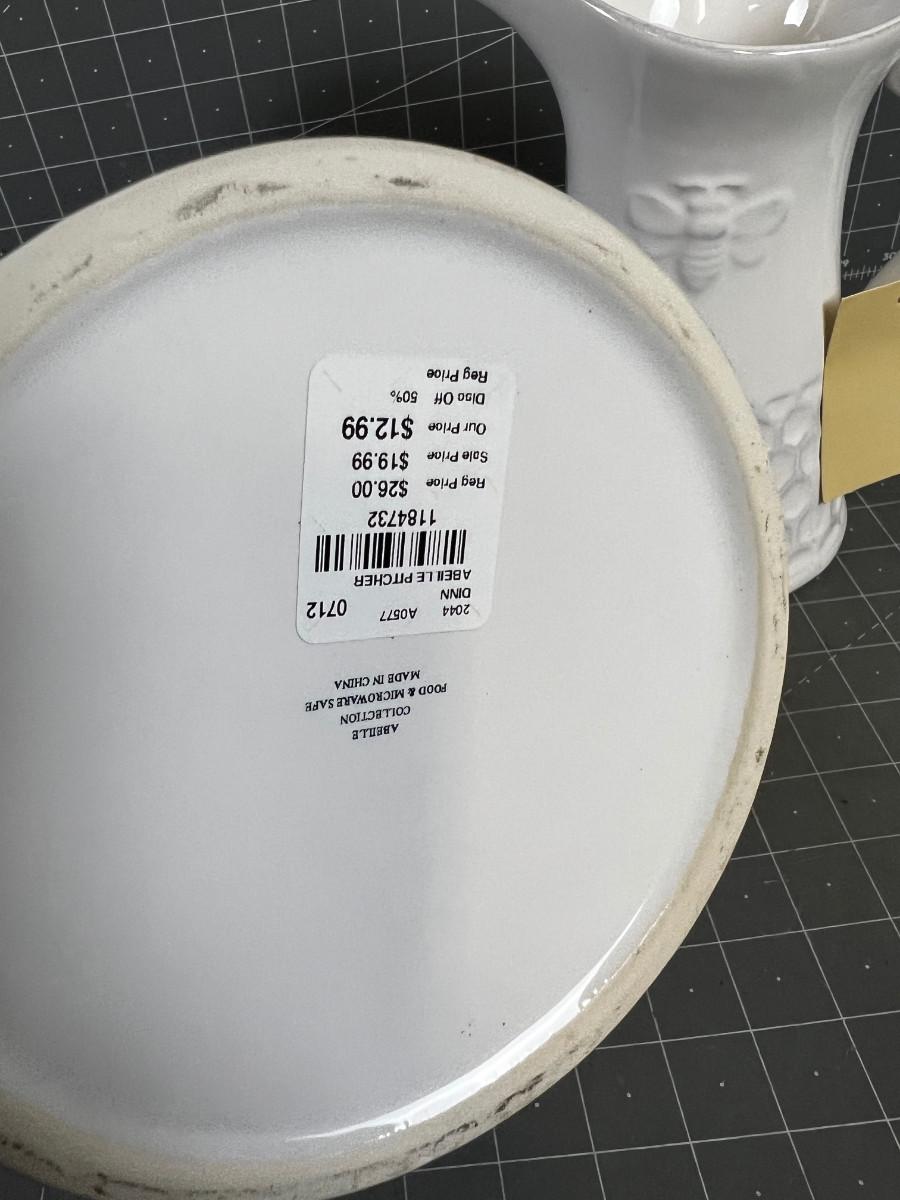 ABEILLE
COLLECTION
FOOD & MICROWARE SAFE
MADE IN CHINA
2044 A0577 0712
DINN
ABEILLE PITCHER
1184732
Reg Price $26.00
Sale Price $19.99
Our Price $12.99
Disc Off 50%
Reg Price